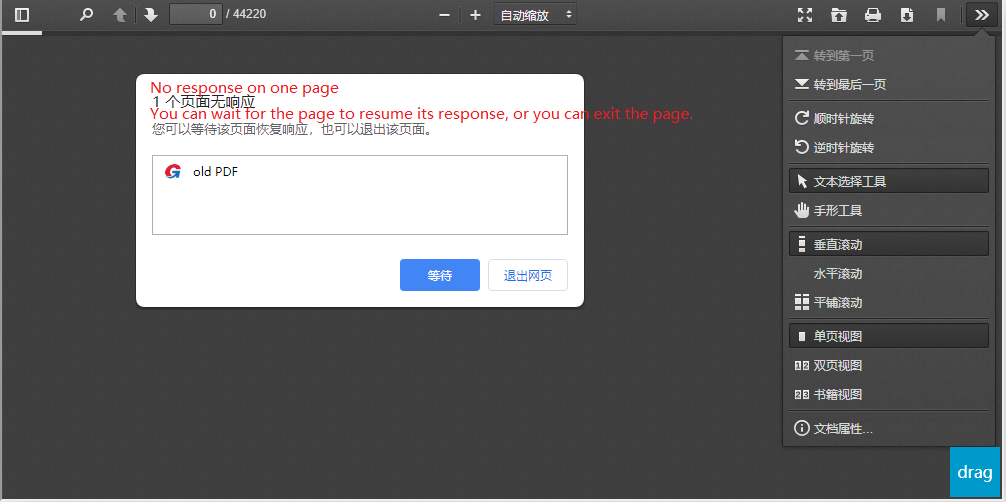 0 / 44220
自动缩放
No response on one page
1 个页面无响应
You can wait for the page to resume its response, or you can exit the page.
您可以等待该页面恢复响应，也可以退出该页面。
old PDF
等待
退出网页
转到第一页
转到最后一页
顺时针旋转
逆时针旋转
文本选择工具
手形工具
垂直滚动
水平滚动
平铺滚动
单页视图
双页视图
书籍视图
文档属性...
drag